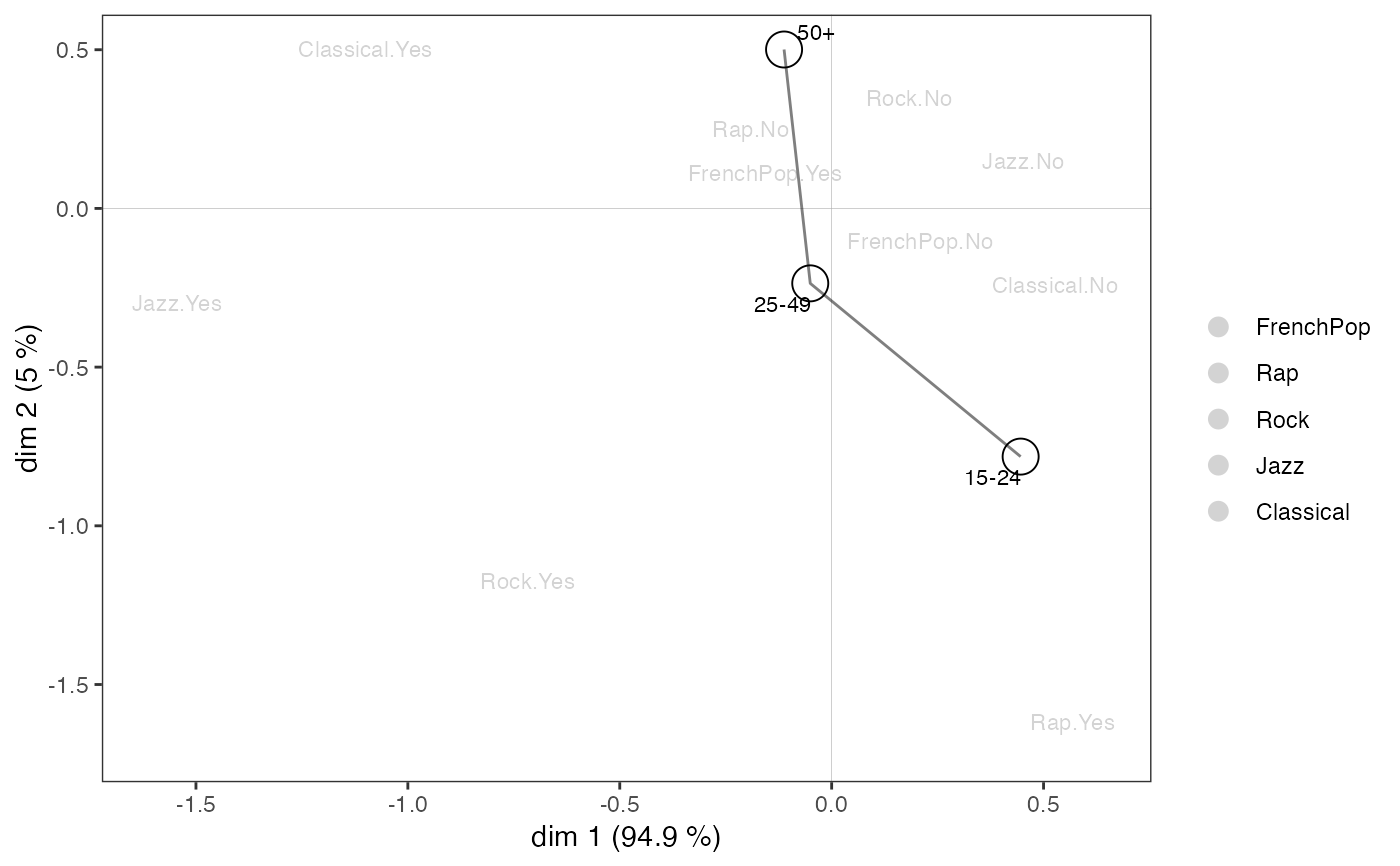 50+
Classical.Yes
Rock.No
Rap.No
Jazz.No
FrenchPop.Yes
FrenchPop.No
Classical.No
Jazz.Yes
25-49
15-24
Rock.Yes
Rap.Yes
0.5
0.0
-0.5
-1.0
-1.5
dim 2 (5 %)
-1.5
-1.0
-0.5
0.0
0.5
dim 1 (94.9 %)
FrenchPop
Rap
Rock
Jazz
Classical